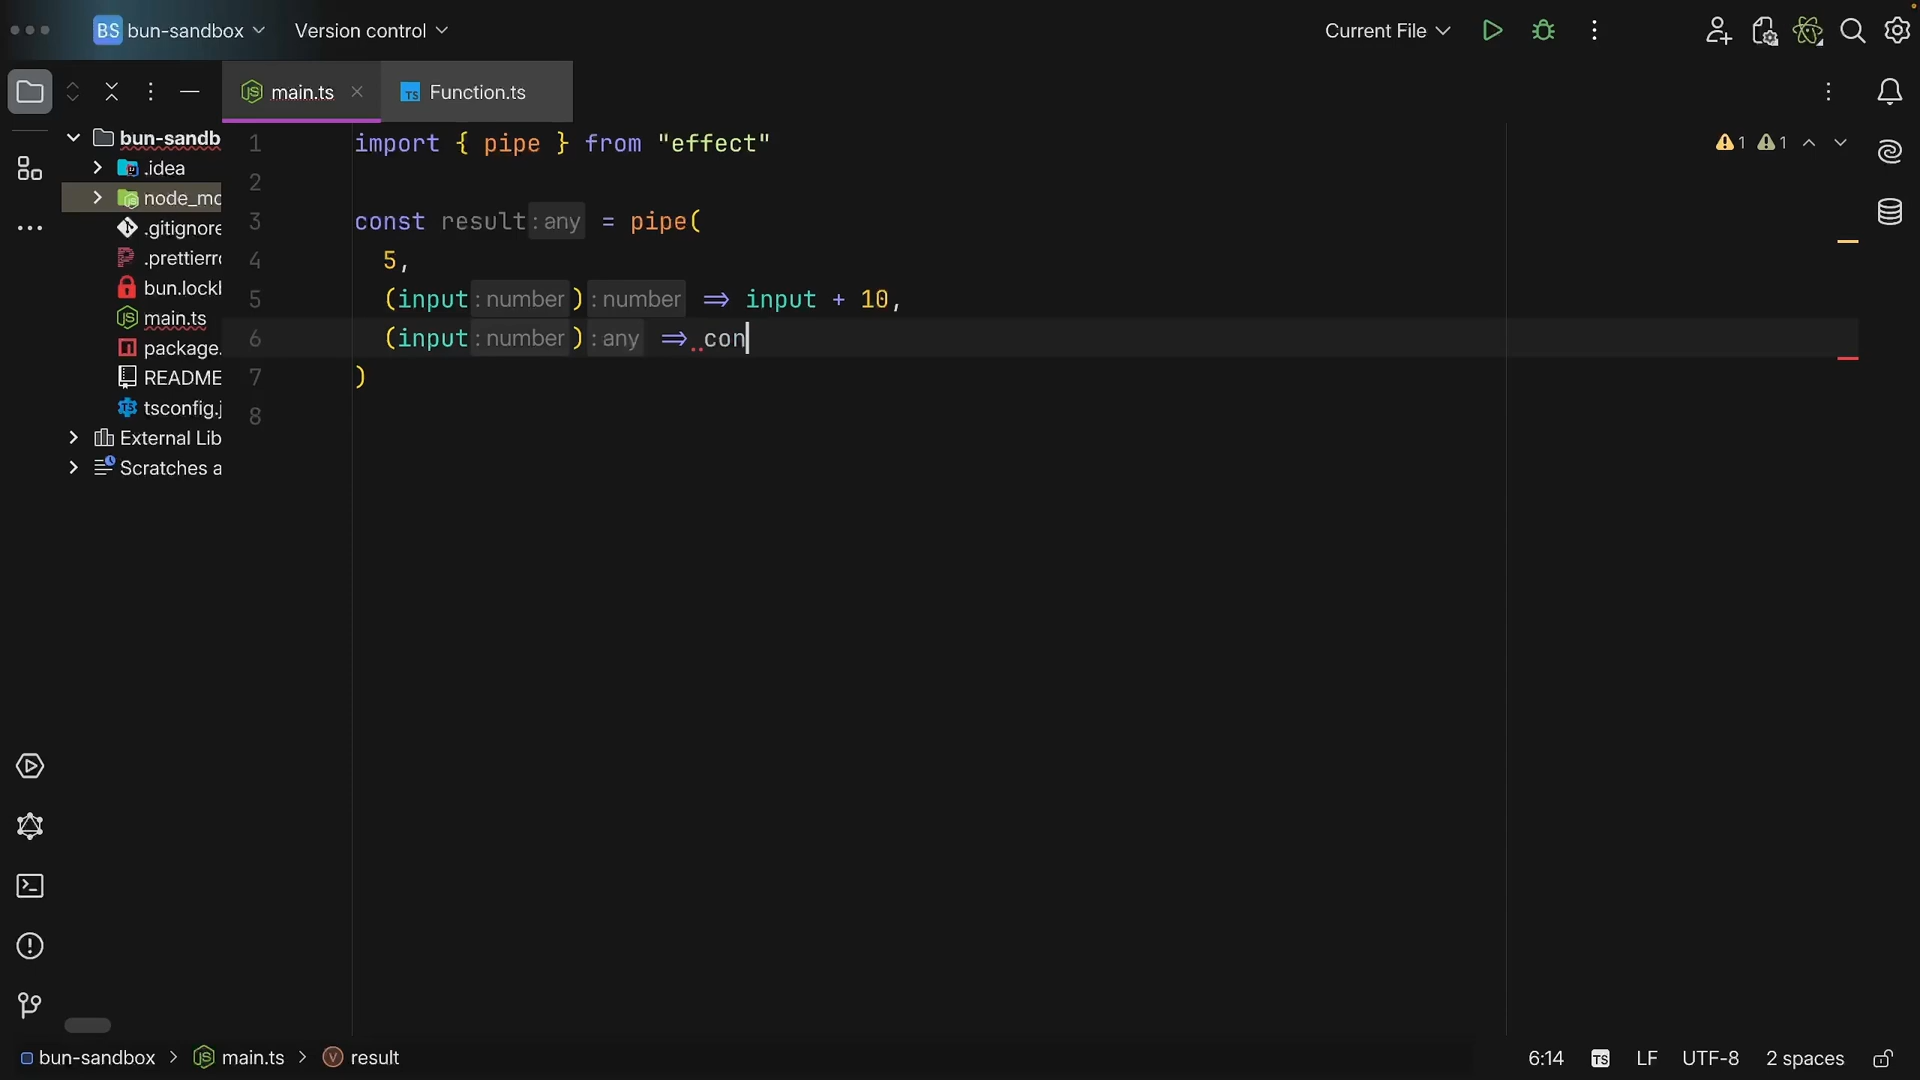 BS bun-sandbox Version control Current File
main.ts Function.ts
bun-sandb
.idea
node_mo
.gitignore
.prettierrc
bun.lockl
main.ts
package.
README
tsconfig.j
External Lib
Scratches a
1 import { pipe } from "effect"
2
3 const result : any = pipe(
4 5,
5 (input : number ) : number => input + 10,
6 (input : number ) : any => con
7 )
8
1 1
bun-sandbox > main.ts > result 6:14 LF UTF-8 2 spaces